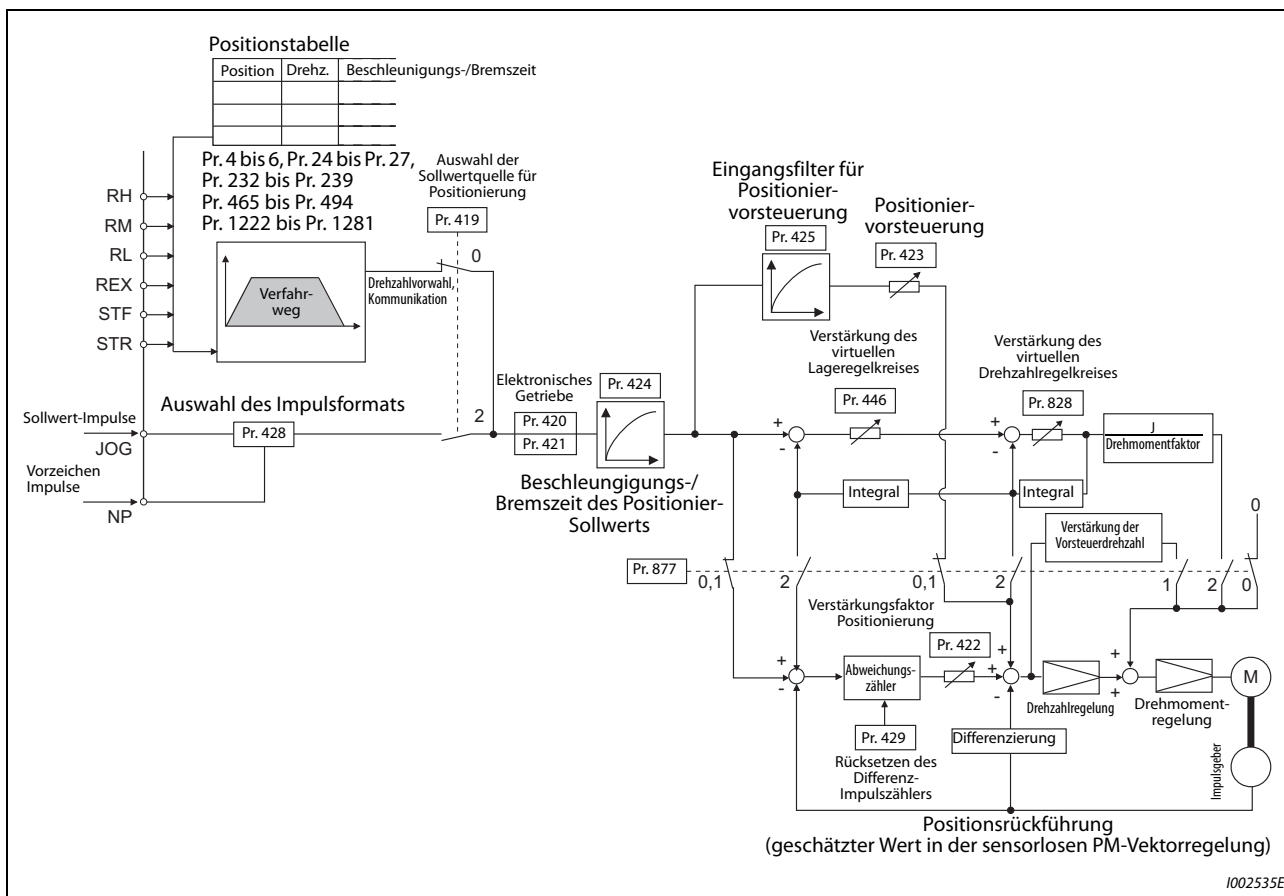 Positionstabelle
Position Drehz. Beschleunigungs-/Bremszeit
Pr. 4 bis 6, Pr. 24 bis Pr. 27,
Pr. 232 bis Pr. 239
Pr. 465 bis Pr. 494
Pr. 1222 bis Pr. 1281
RH
RM
RL
REX
STF
STR
Verfahr-
weg
Auswahl der
Sollwertquelle für
Positionierung
Pr. 419
0
Drehzahlvorwahl,
Kommunikation
Auswahl des Impulsformats
Sollwert-Impulse
JOG
Pr. 428
Vorzeichen
Impulse
NP
2
Elektronisches
Getriebe
Pr. 420
Pr. 421
Pr. 424
Beschleungigungs-/
Bremszeit des Positionier-
Sollwerts
Eingangsfilter für
Positionier-
vorsteuerung
Pr. 425
Positionier-
vorsteuerung
Pr. 423
Verstärkung des
virtuellen
Lageregelkreises
Pr. 446
Verstärkung des
virtuellen
Drehzahlregelkreises
Pr. 828
+
-
+
-
J
Drehmomentfaktor
Integral
Integral
Verstärkung der
Vorsteuerdrehzahl
0
Pr. 877
0,1
2
0,1
2
1
2
0
Verstärkungsfaktor
Positionierung
Pr. 422
+
-
Abweichungs-
zähler
+
+
-
Drehzahlregelung
+
+
Drehmoment-
regelung
M
Pr. 429
Rücksetzen des
Differenz-
Impulszählers
Differenzierung
Impulsgeber
Positionsrückführung
(geschätzter Wert in der sensorlosen PM-Vektorregelung)
I002535E